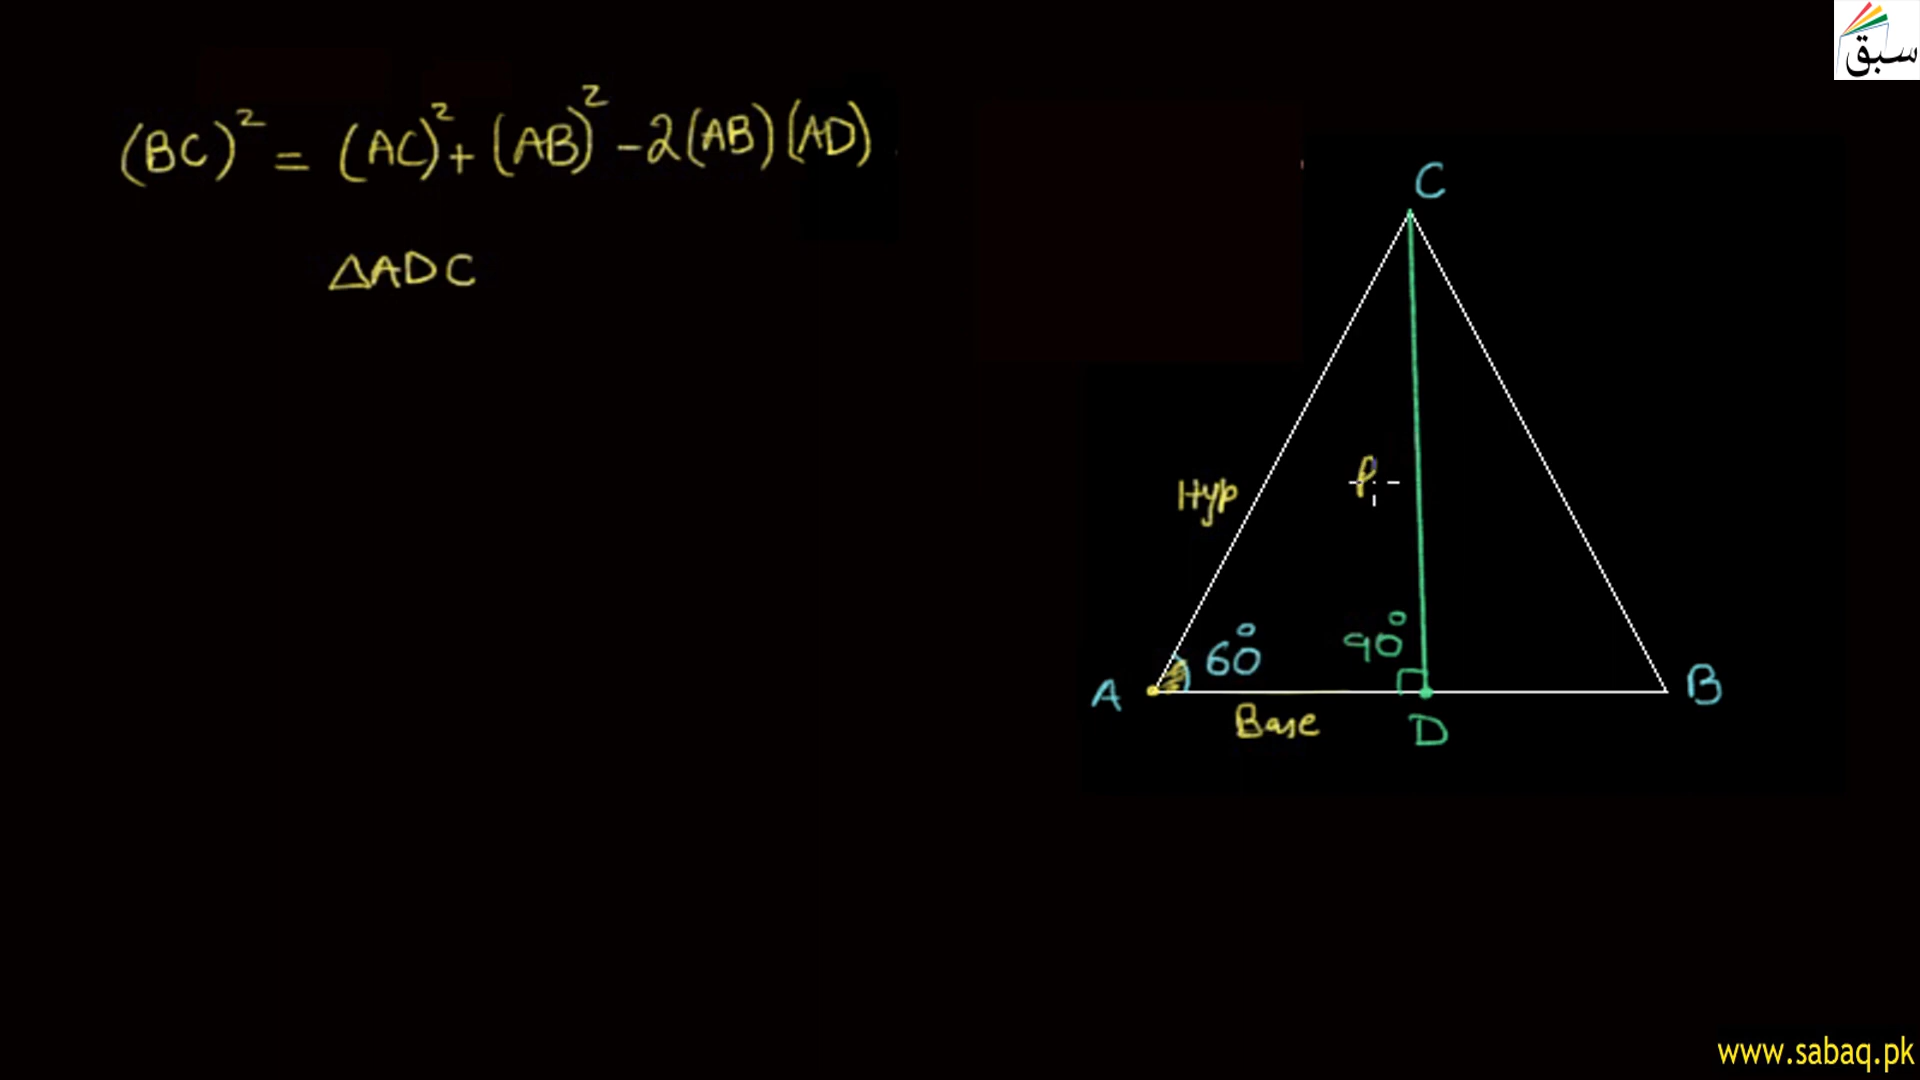 سبق
(BC)² = (AC)² + (AB)² - 2(AB)(AD)
△ADC
C
Hyp
P
60°
90°
A
B
Base
D
www.sabaq.pk